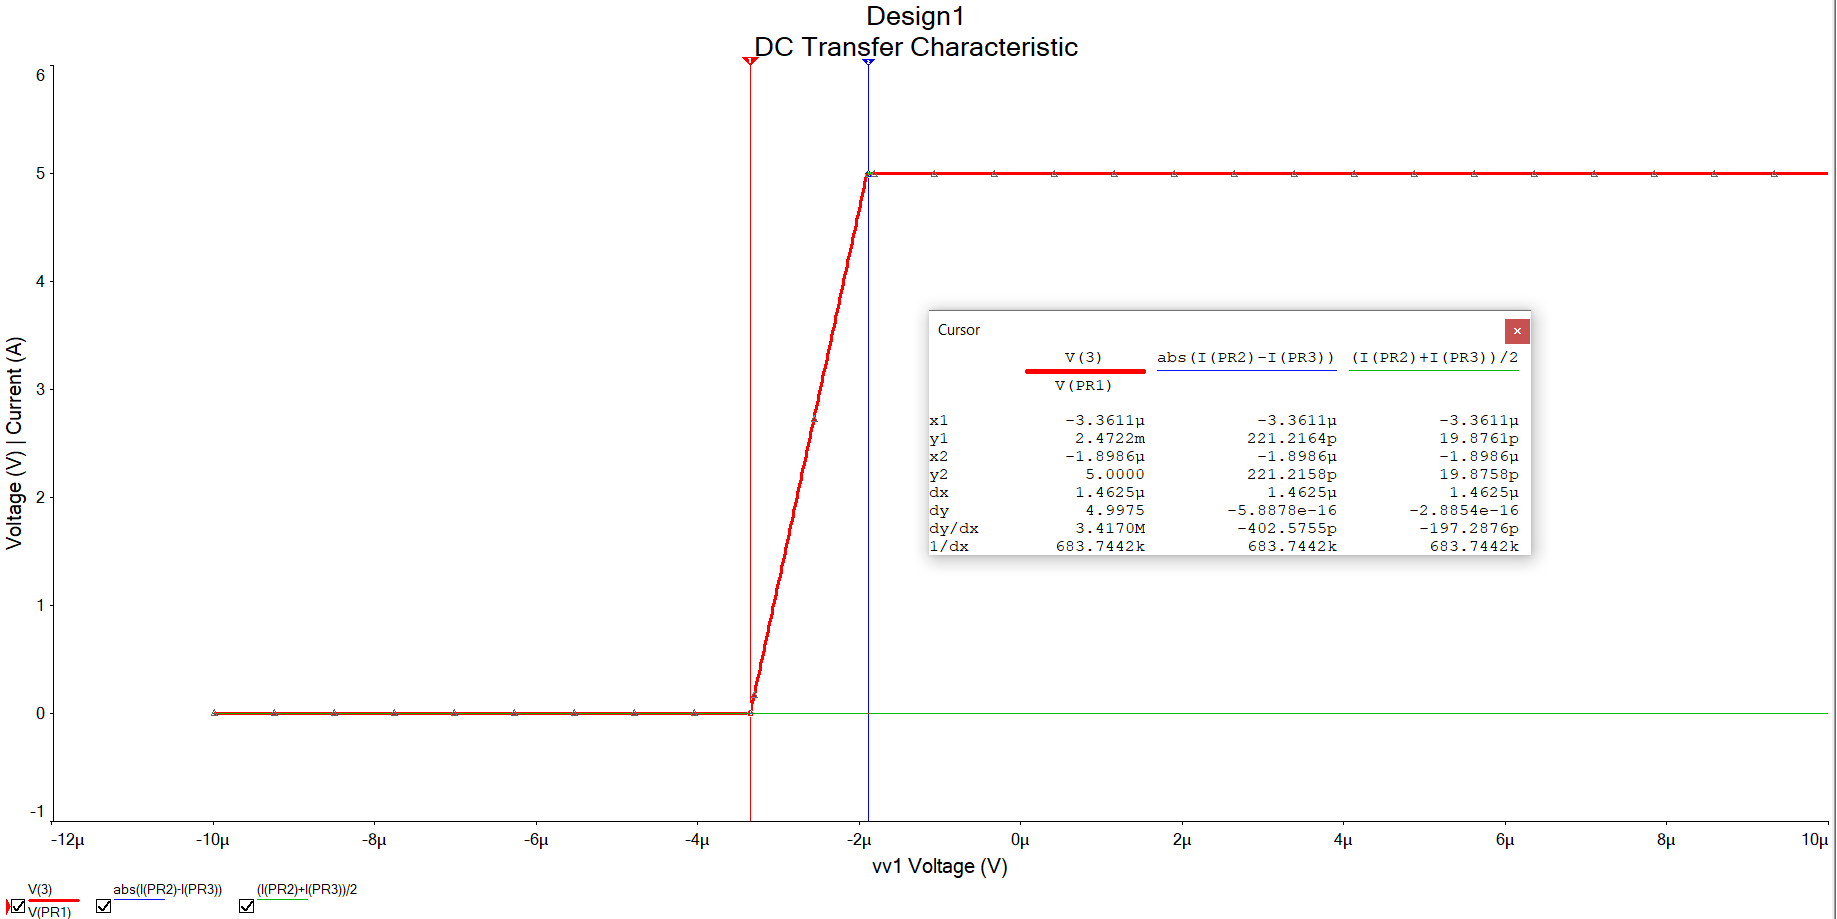 Design1
DC Transfer Characteristic
Voltage (V) | Current (A)
6
5
4
3
2
1
0
-1
Cursor
V(3) abs(I(PR2)-I(PR3)) (I(PR2)+I(PR3))/2
V(PR1)
x1 -3.3611µ -3.3611µ -3.3611µ
y1 2.4722m 221.2164p 19.8761p
x2 -1.8986µ -1.8986µ -1.8986µ
y2 5.0000 221.2158p 19.8758p
dx 1.4625µ 1.4625µ 1.4625µ
dy 4.9975 -5.8878e-16 -2.8854e-16
dy/dx 3.4170M -402.5755p -197.2876p
1/dx 683.7442k 683.7442k 683.7442k
-12µ -10µ -8µ -6µ -4µ -2µ 0µ 2µ 4µ 6µ 8µ 10µ
vv1 Voltage (V)
V(3) abs(I(PR2)-I(PR3)) (I(PR2)+I(PR3))/2
V(PR1)